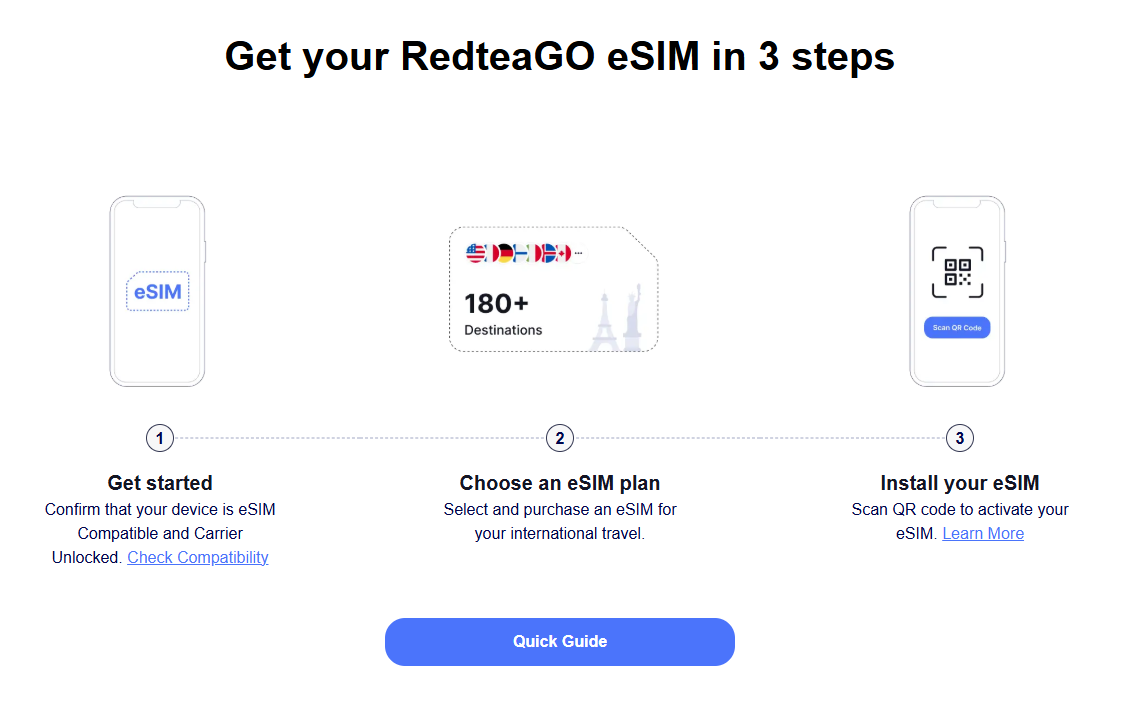 Get your RedteaGO eSIM in 3 steps
eSIM
180+
Destinations
Scan QR Code
1
2
3
Get started
Confirm that your device is eSIM
Compatible and Carrier
Unlocked. Check Compatibility
Choose an eSIM plan
Select and purchase an eSIM for
your international travel.
Install your eSIM
Scan QR code to activate your
eSIM. Learn More
Quick Guide